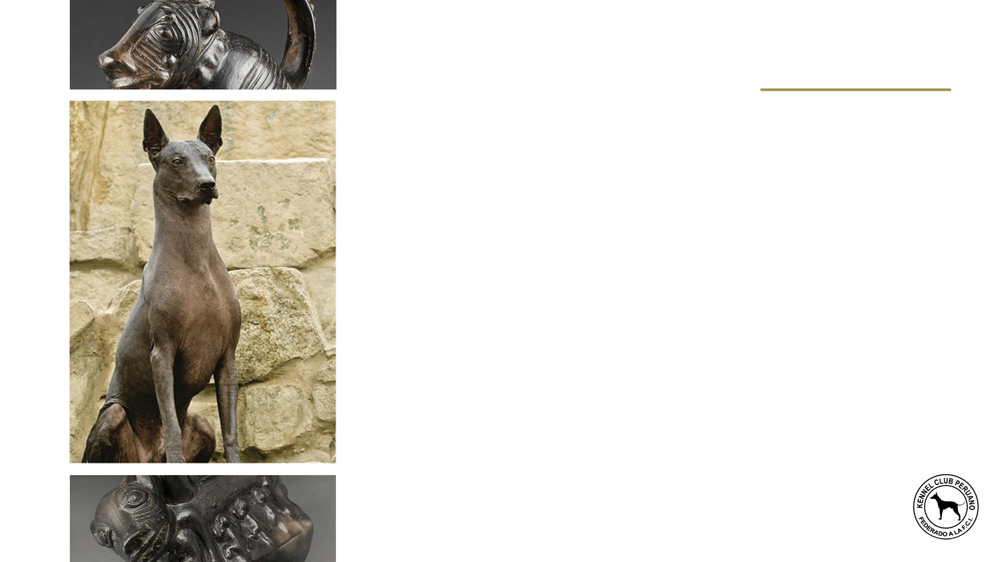 KENNEL CLUB PERUANO
FEDERADO A LA F.C.I.